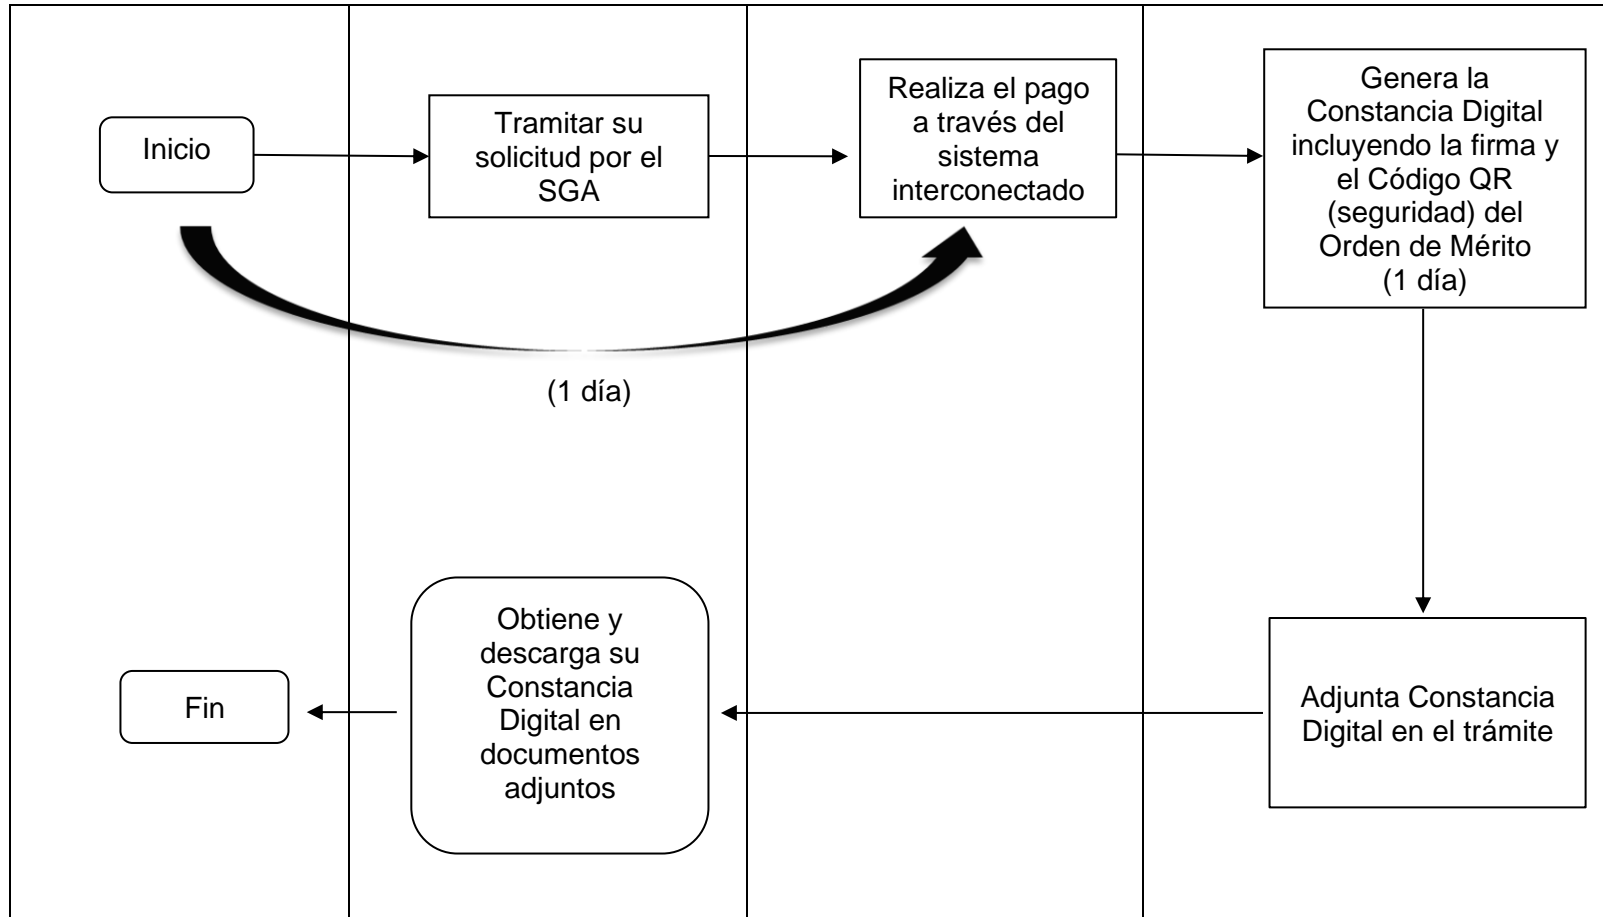 Inicio
Tramitar su
solicitud por el
SGA
Realiza el pago
a través del
sistema
interconectado
Genera la
Constancia Digital
incluyendo la firma y
el Código QR
(seguridad) del
Orden de Mérito
(1 día)
(1 día)
Adjunta Constancia
Digital en el trámite
Obtiene y
descarga su
Constancia
Digital en
documentos
adjuntos
Fin